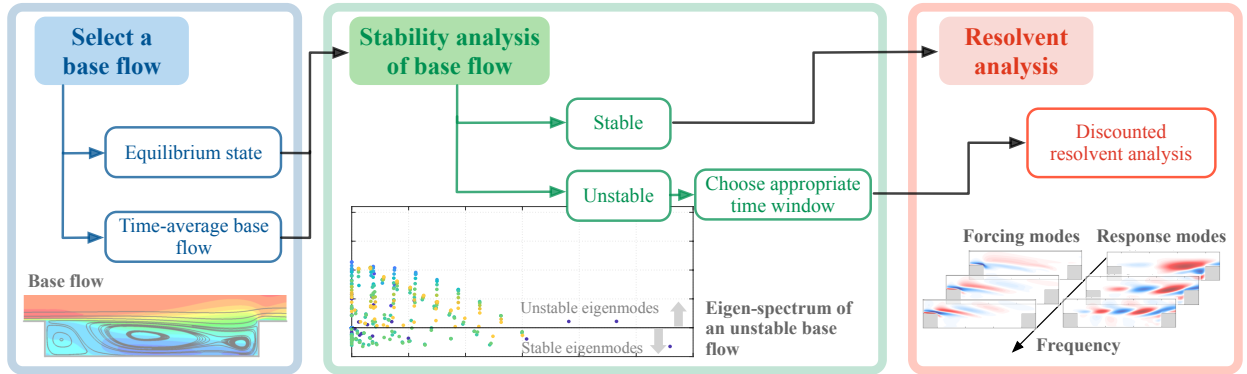 Select a
base flow
Equilibrium state
Time-average base
flow
Base flow
Stability analysis
of base flow
Stable
Unstable
Choose appropriate
time window
Unstable eigenmodes
Stable eigenmodes
Eigen-spectrum of
an unstable base
flow
Resolvent
analysis
Discounted
resolvent analysis
Forcing modes
Response modes
Frequency